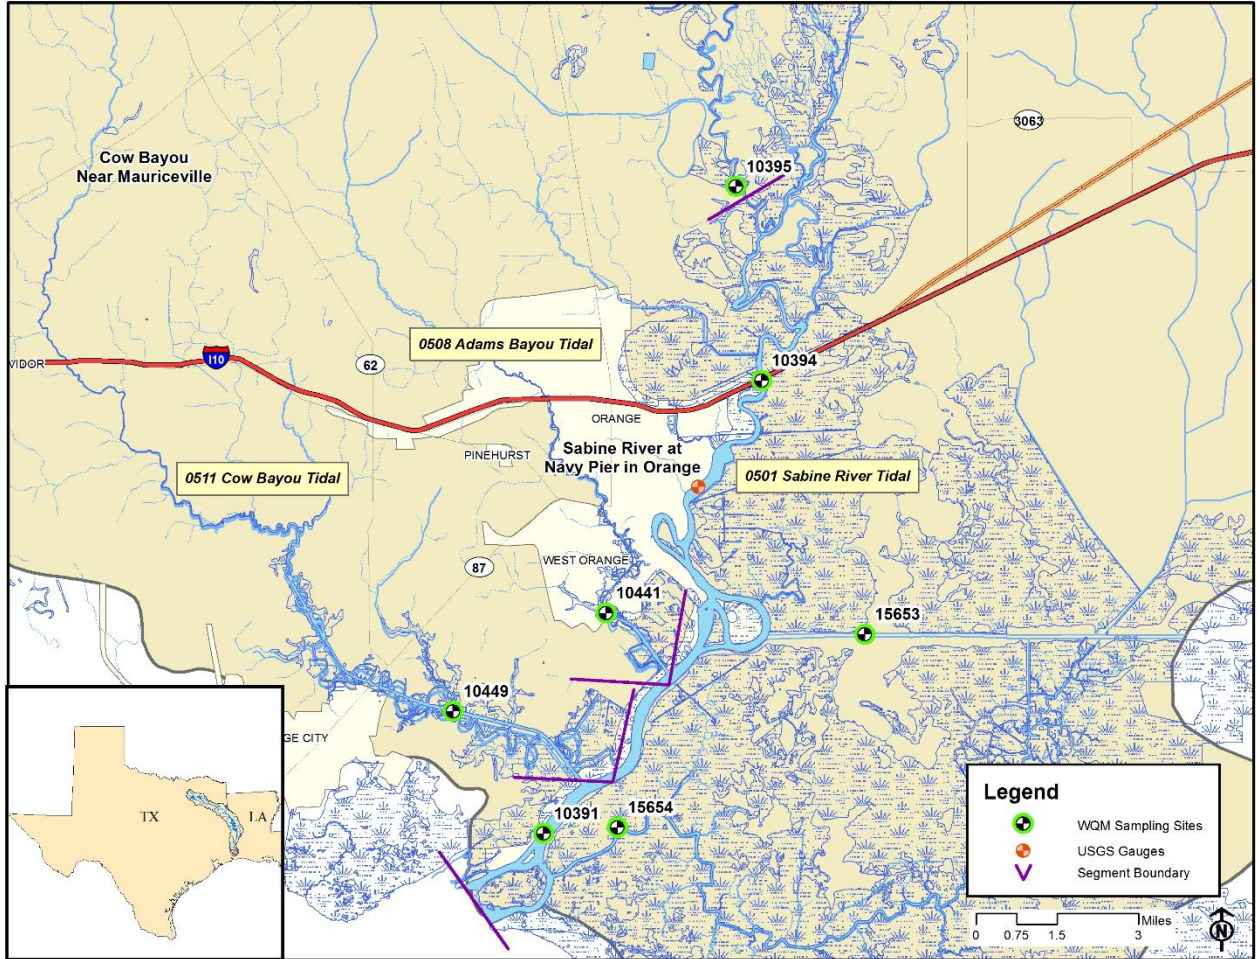 3063
10395
Cow Bayou
Near Mauriceville
0508 Adams Bayou Tidal
VIDOR
I10
62
10394
ORANGE
Sabine River at
Navy Pier in Orange
PINEHURST
0511 Cow Bayou Tidal
0501 Sabine River Tidal
WEST ORANGE
87
10441
15653
10449
GE CITY
10391
15654
TX
LA
Legend
WQM Sampling Sites
USGS Gauges
Segment Boundary
Miles
0 0.75 1.5 3
N